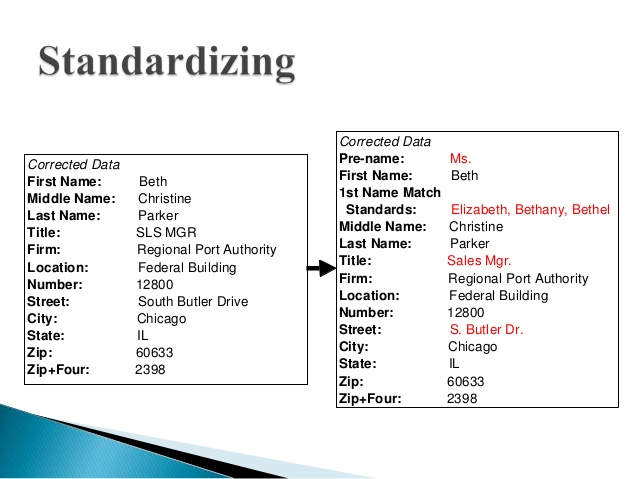 Standardizing
Corrected Data
First Name: Beth
Middle Name: Christine
Last Name: Parker
Title: SLS MGR
Firm: Regional Port Authority
Location: Federal Building
Number: 12800
Street: South Butler Drive
City: Chicago
State: IL
Zip: 60633
Zip+Four: 2398
Corrected Data
Pre-name: Ms.
First Name: Beth
1st Name Match
Standards: Elizabeth, Bethany, Bethel
Middle Name: Christine
Last Name: Parker
Title: Sales Mgr.
Firm: Regional Port Authority
Location: Federal Building
Number: 12800
Street: S. Butler Dr.
City: Chicago
State: IL
Zip: 60633
Zip+Four: 2398